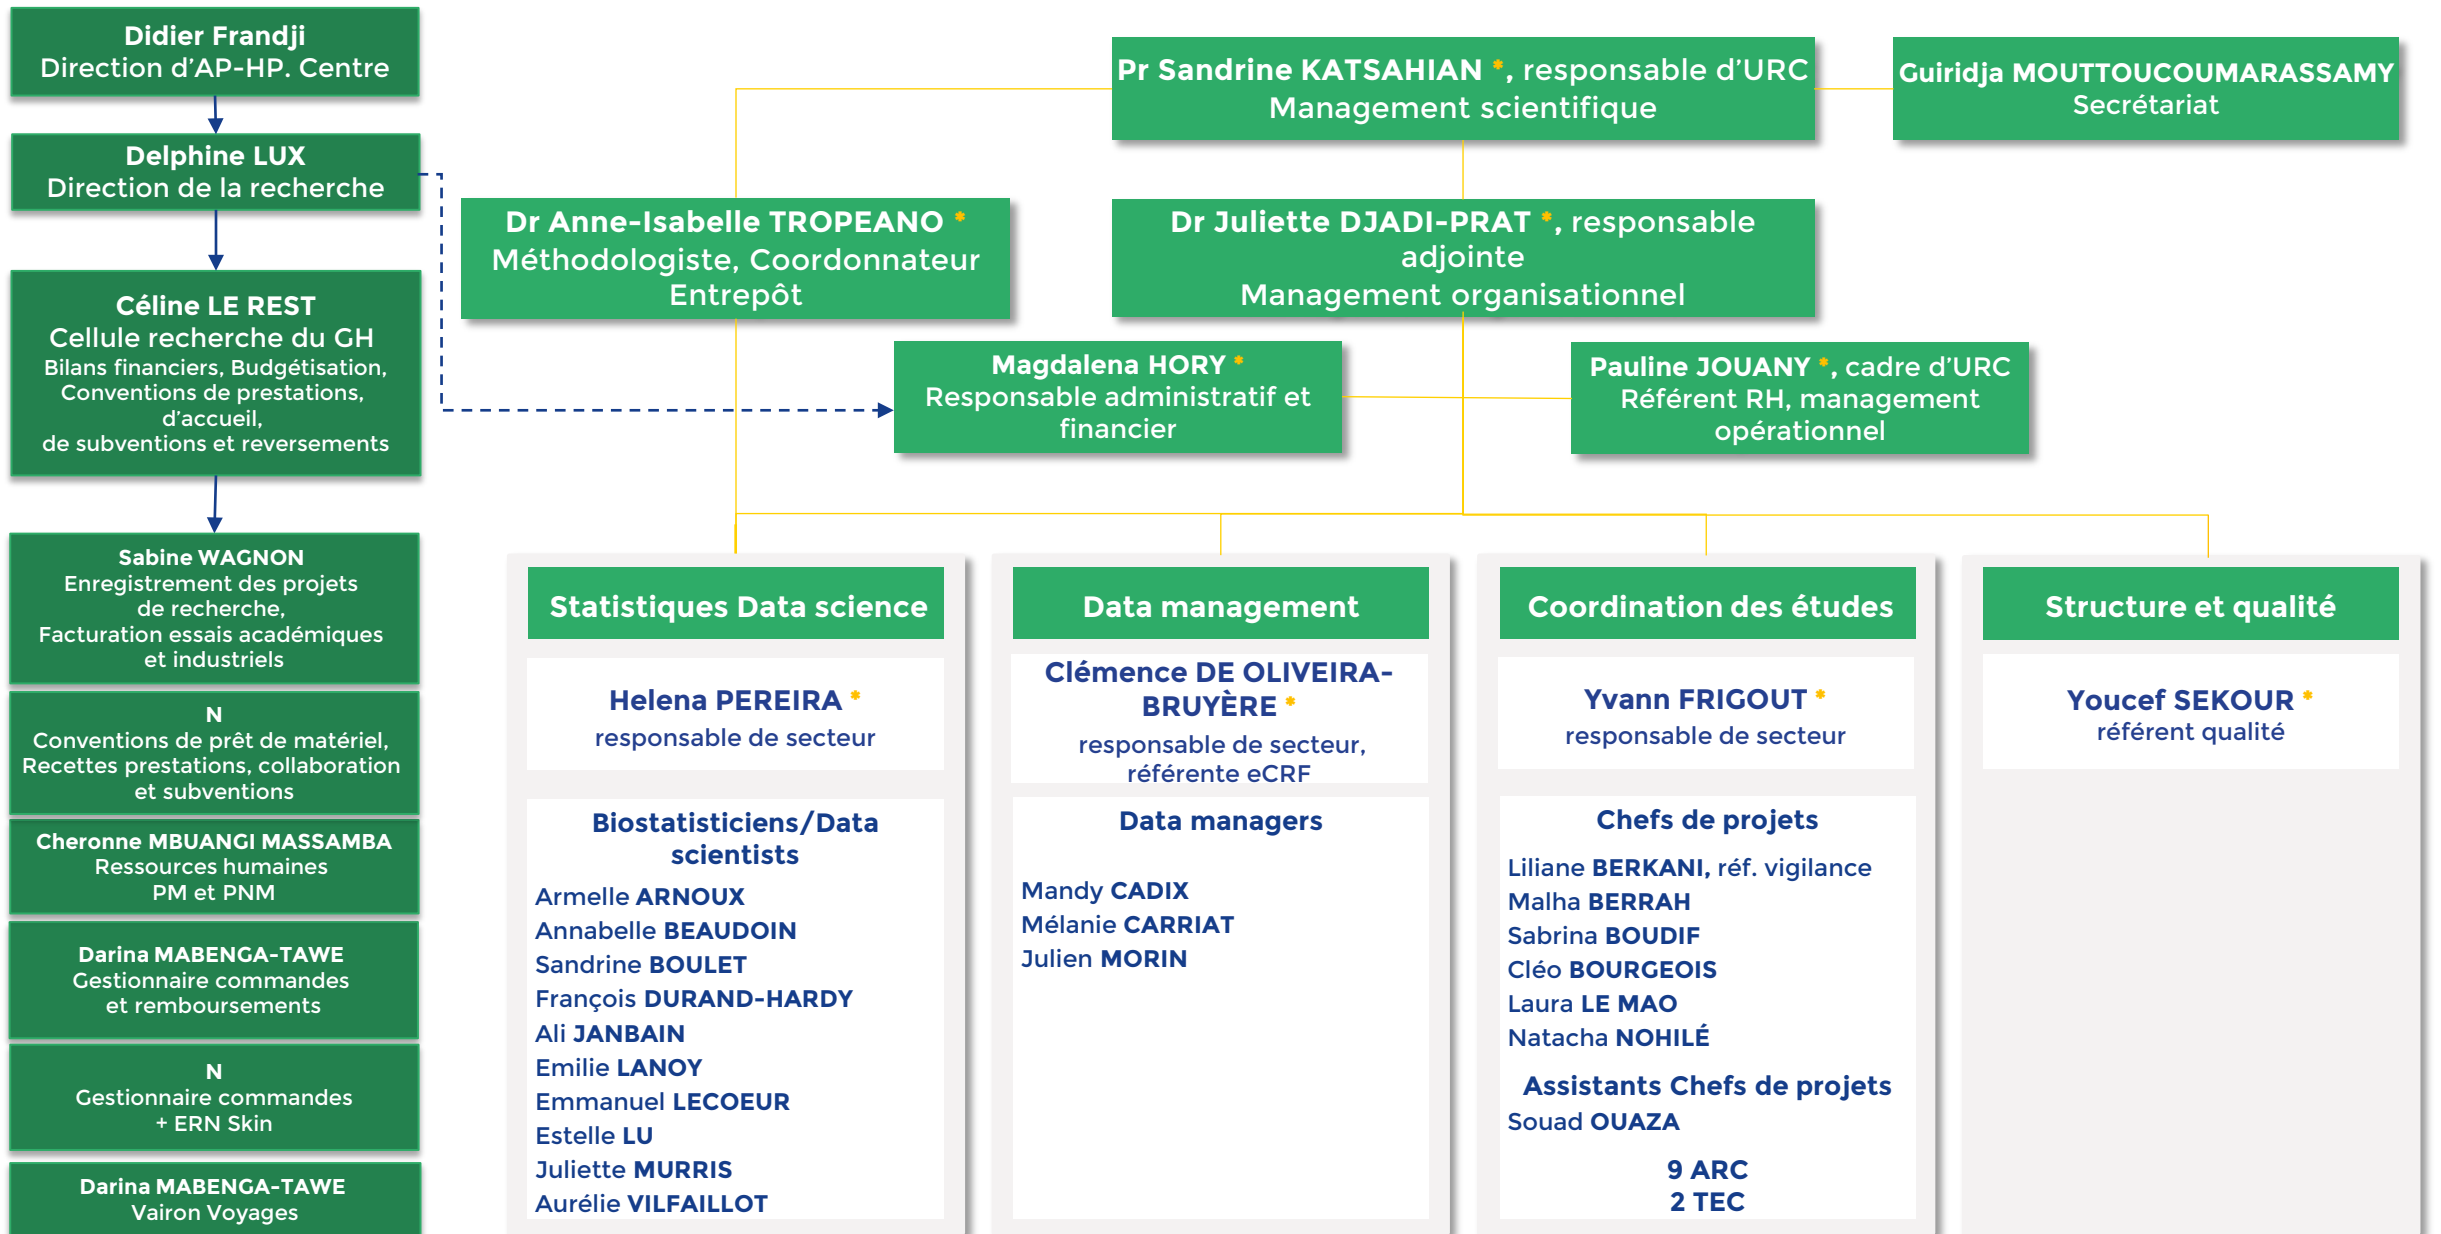 Didier Frandji
Direction d'AP-HP. Centre
Delphine LUX
Direction de la recherche
Céline LE REST
Cellule recherche du GH
Bilans financiers, Budgétisation,
Conventions de prestations,
d'accueil,
de subventions et reversements
Sabine WAGNON
Enregistrement des projets
de recherche,
Facturation essais académiques
et industriels
N
Conventions de prêt de matériel,
Recettes prestations, collaboration
et subventions
Cheronne MBUANGI MASSAMBA
Ressources humaines
PM et PNM
Darina MABENGA-TAWE
Gestionnaire commandes
et remboursements
N
Gestionnaire commandes
+ ERN Skin
Darina MABENGA-TAWE
Vairon Voyages
Pr Sandrine KATSAHIAN *, responsable d'URC
Management scientifique
Guiridja MOUTTOUCOUMARASSAMY
Secrétariat
Dr Anne-Isabelle TROPEANO *
Méthodologiste, Coordonnateur
Entrepôt
Dr Juliette DJADI-PRAT *, responsable
adjointe
Management organisationnel
Magdalena HORY *
Responsable administratif et
financier
Pauline JOUANY *, cadre d'URC
Référent RH, management
opérationnel
Statistiques Data science
Helena PEREIRA *
responsable de secteur
Biostatisticiens/Data
scientists
Armelle ARNOUX
Annabelle BEAUDOIN
Sandrine BOULET
François DURAND-HARDY
Ali JANBAIN
Emilie LANOY
Emmanuel LECOEUR
Estelle LU
Juliette MURRIS
Aurélie VILFAILLOT
Data management
Clémence DE OLIVEIRA-
BRUYÈRE *
responsable de secteur,
référente eCRF
Data managers
Mandy CADIX
Mélanie CARRIAT
Julien MORIN
Coordination des études
Yvann FRIGOUT *
responsable de secteur
Chefs de projets
Liliane BERKANI, réf. vigilance
Malha BERRAH
Sabrina BOUDIF
Cléo BOURGEOIS
Laura LE MAO
Natacha NOHILÉ
Assistants Chefs de projets
Souad OUAZA
9 ARC
2 TEC
Structure et qualité
Youcef SEKOUR *
référent qualité